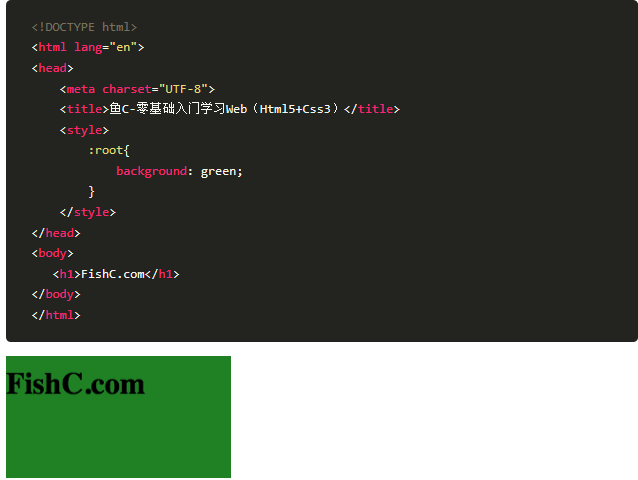 <!DOCTYPE html>
<html lang="en">
<head>
    <meta charset="UTF-8">
    <title>鱼C-零基础入门学习Web（Html5+Css3）</title>
    <style>
        :root{
            background: green;
        }
    </style>
</head>
<body>
   <h1>FishC.com</h1>
</body>
</html>
FishC.com